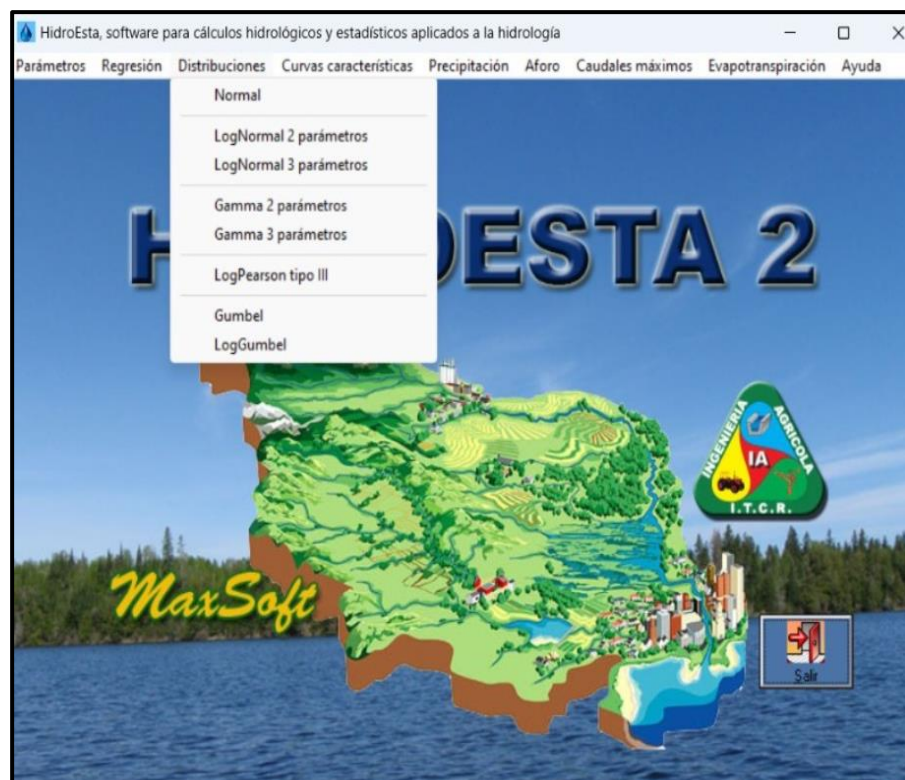 HidroEsta, software para cálculos hidrológicos y estadísticos aplicados a la hidrología
Parámetros Regresión Distribuciones Curvas características Precipitación Aforo Caudales máximos Evapotranspiración Ayuda
Normal
LogNormal 2 parámetros
LogNormal 3 parámetros
Gamma 2 parámetros
Gamma 3 parámetros
LogPearson tipo III
Gumbel
LogGumbel
H OESTA 2
INGENIERIA AGRICOLA
IA
I.T.C.R.
MaxSoft
Salir